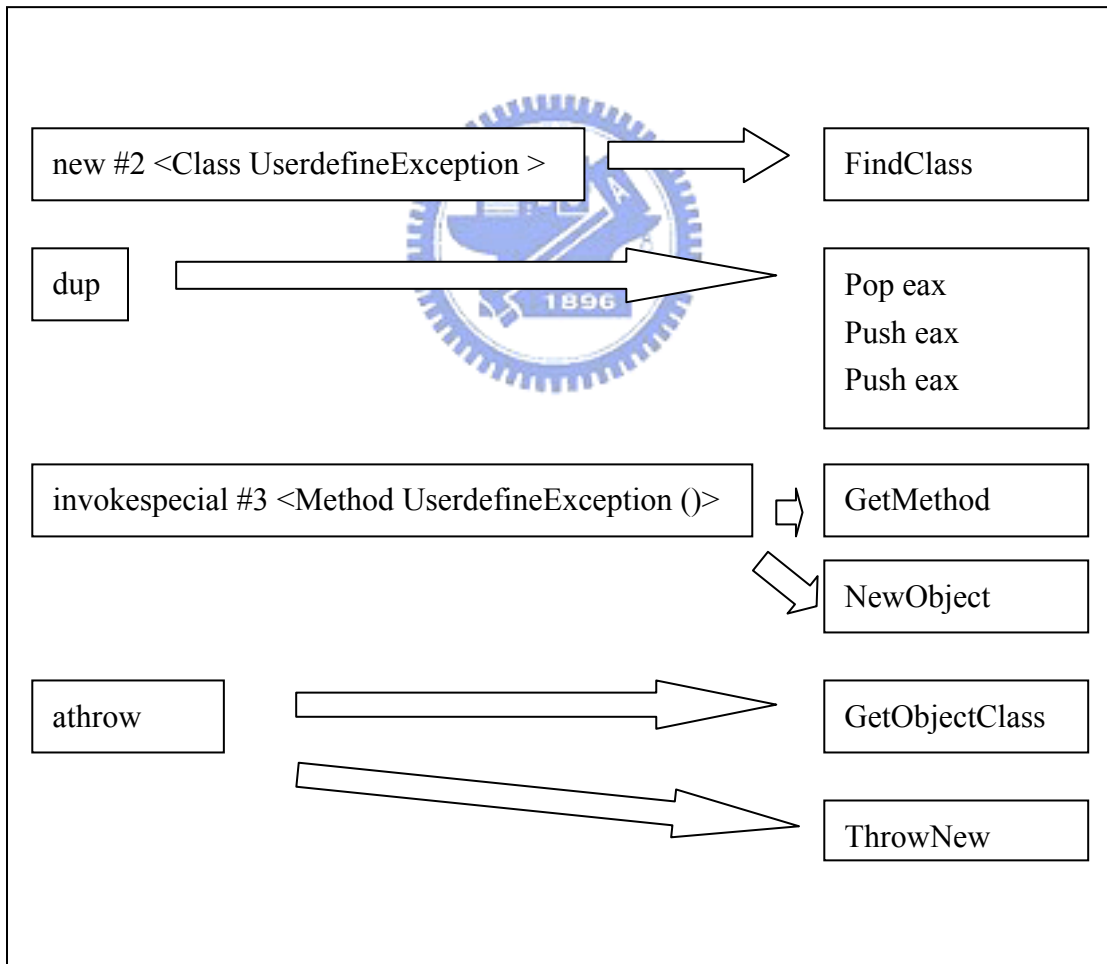 new #2 <Class UserdefineException >
FindClass
dup
Pop eax
Push eax
Push eax
1896
invokespecial #3 <Method UserdefineException ()>
GetMethod
NewObject
athrow
GetObjectClass
ThrowNew